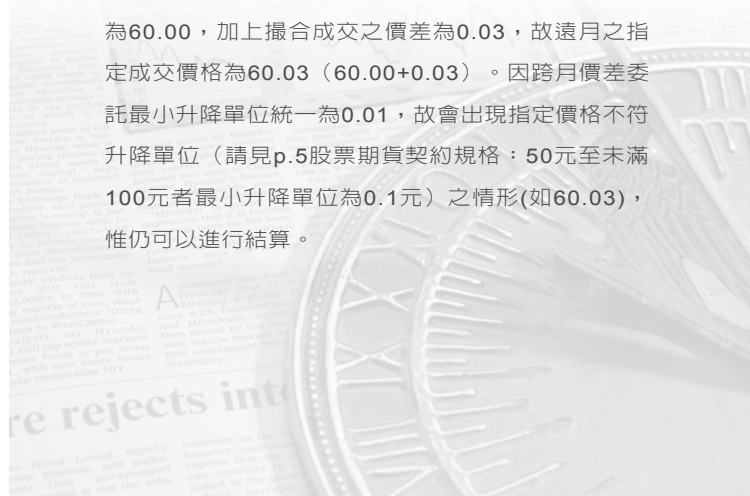 為60.00，加上撮合成交之價差為0.03，故遠月之指
定成交價格為60.03（60.00+0.03）。因跨月價差委
託最小升降單位統一為0.01，故會出現指定價格不符
升降單位（請見p.5股票期貨契約規格：50元至未滿
100元者最小升降單位為0.1元）之情形(如60.03)，
惟仍可以進行結算。
re rejects int